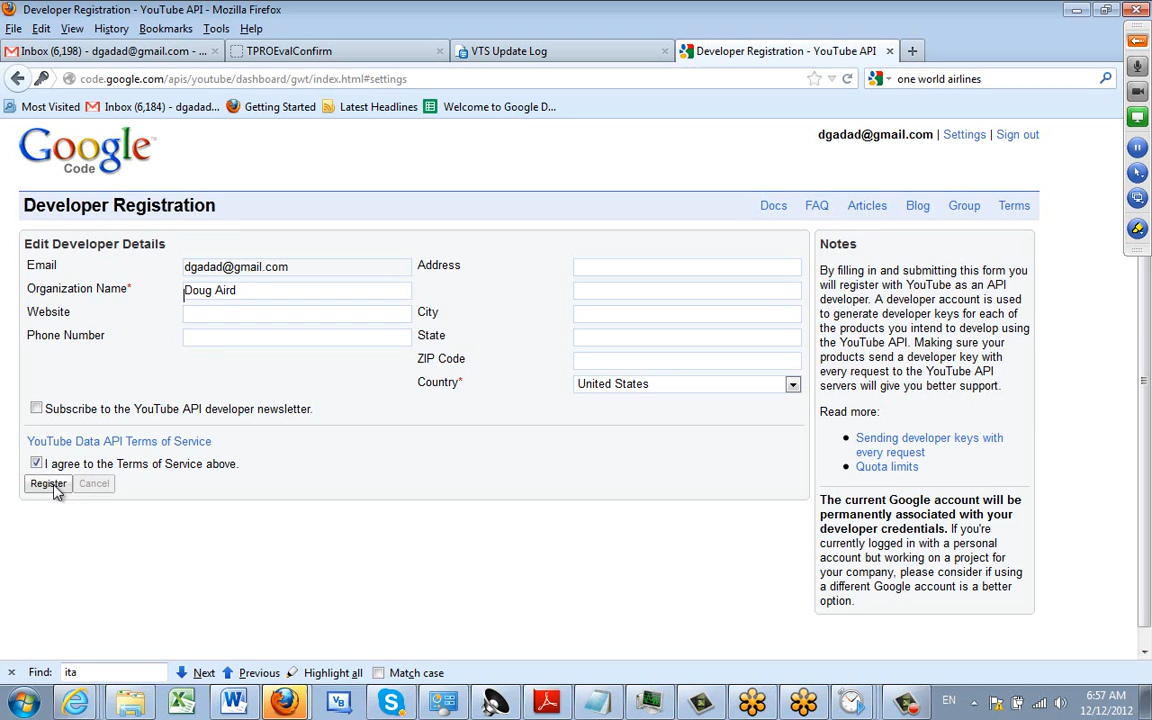 Developer Registration - YouTube API - Mozilla Firefox
File Edit View History Bookmarks Tools Help
Inbox (6,198) - dgadad@gmail.com - ...
TPROEvalConfirm
VTS Update Log
Developer Registration - YouTube API
code.google.com/apis/youtube/dashboard/gwt/index.html#settings
one world airlines
Most Visited
Inbox (6,184) - dgadad...
Getting Started
Latest Headlines
Welcome to Google D...
Google
Code
dgadad@gmail.com | Settings | Sign out
Developer Registration
Docs FAQ Articles Blog Group Terms
Edit Developer Details
Email dgadad@gmail.com
Organization Name* Doug Aird
Website
Phone Number
Address
City
State
ZIP Code
Country* United States
Subscribe to the YouTube API developer newsletter.
YouTube Data API Terms of Service
I agree to the Terms of Service above.
Register Cancel
Notes
By filling in and submitting this form you
will register with YouTube as an API
developer. A developer account is used
to generate developer keys for each of
the products you intend to develop using
the YouTube API. Making sure your
products send a developer key with
every request to the YouTube API
servers will give you better support.
Read more:
Sending developer keys with
every request
Quota limits
The current Google account will be
permanently associated with your
developer credentials. If you're
currently logged in with a personal
account but working on a project for
your company, please consider if using
a different Google account is a better
option.
Find: ita Next Previous Highlight all Match case
EN
6:57 AM
12/12/2012